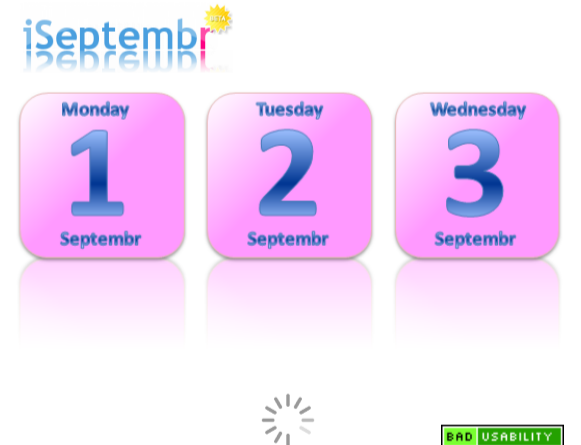 iSeptembr
BETA
Monday Tuesday Wednesday
1 2 3
Septembr Septembr Septembr
BAD USABILITY